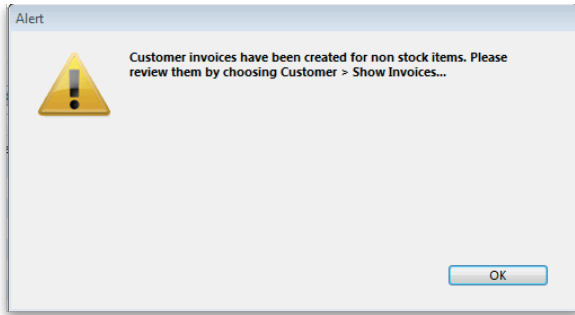 Alert
Customer invoices have been created for non stock items. Please
review them by choosing Customer > Show Invoices...
OK